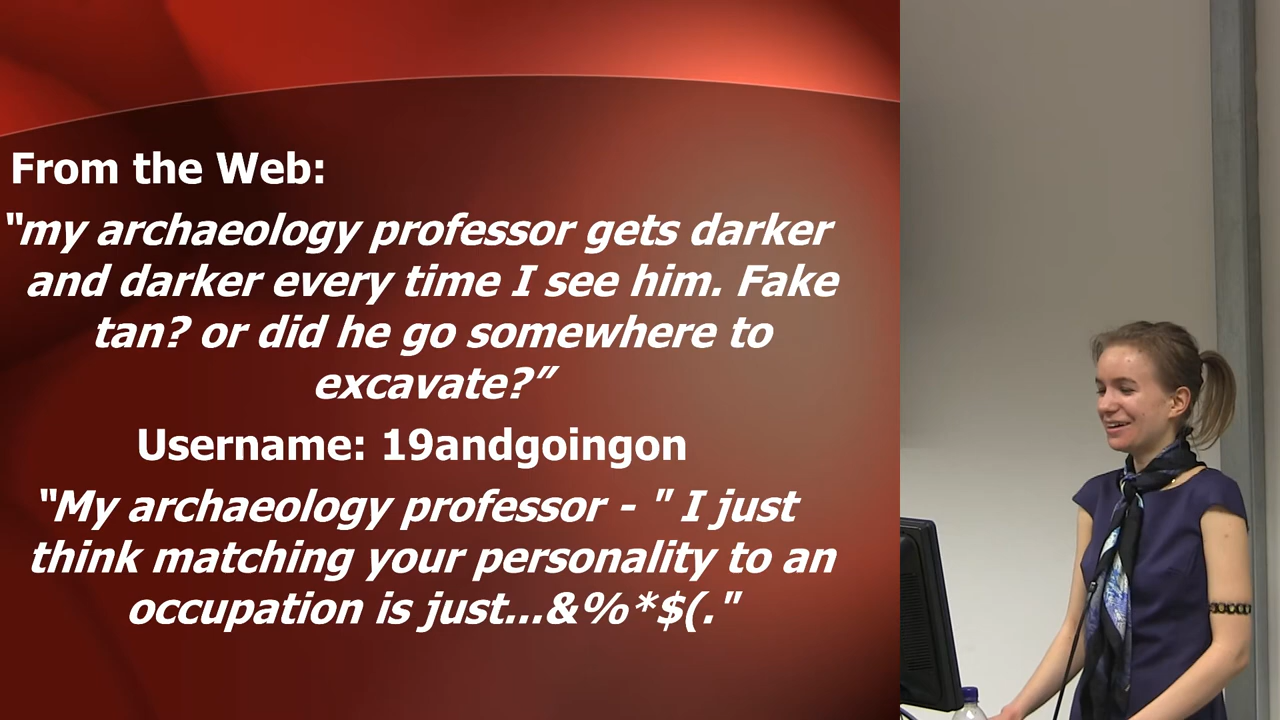 From the Web:
“my archaeology professor gets darker
and darker every time I see him. Fake
tan? or did he go somewhere to
excavate?”
Username: 19andgoingon
“My archaeology professor - " I just
think matching your personality to an
occupation is just...&%*$(."